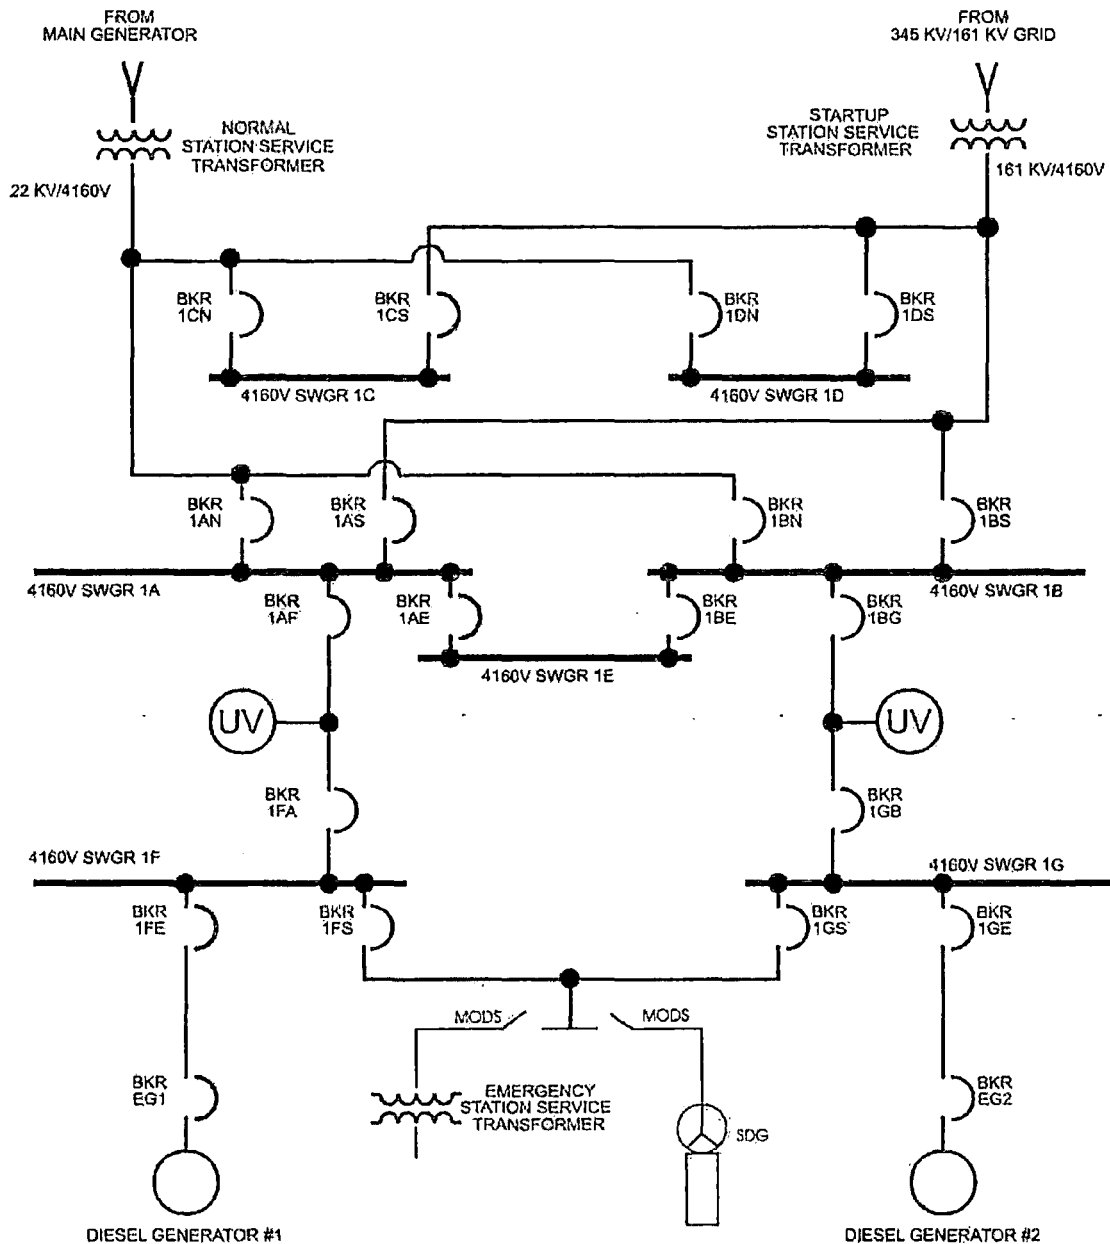 FROM
MAIN GENERATOR
FROM
345 KV/161 KV GRID
NORMAL
STATION SERVICE
TRANSFORMER
STARTUP
STATION SERVICE
TRANSFORMER
22 KV/4160V
161 KV/4160V
BKR
1CN
BKR
1CS
BKR
1DN
BKR
1DS
4160V SWGR 1C
4160V SWGR 1D
BKR
1AN
BKR
1AS
BKR
1BN
BKR
1BS
4160V SWGR 1A
4160V SWGR 1B
BKR
1AF
BKR
1AE
BKR
1BE
BKR
1BG
4160V SWGR 1E
UV
UV
BKR
1FA
BKR
1GB
4160V SWGR 1F
4160V SWGR 1G
BKR
1FE
BKR
1FS
BKR
1GS
BKR
1GE
MODS
MODS
BKR
EG1
EMERGENCY
STATION SERVICE
TRANSFORMER
SDG
BKR
EG2
DIESEL GENERATOR #1
DIESEL GENERATOR #2